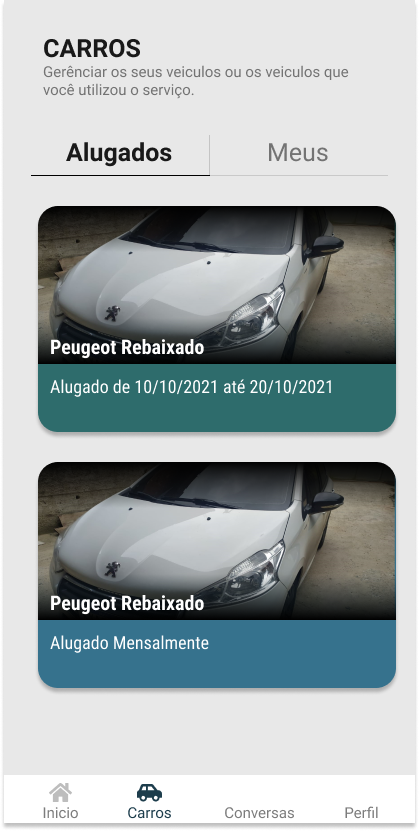 CARROS
Gerênciar os seus veiculos ou os veiculos que
você utilizou o serviço.
Alugados
Meus
Peugeot Rebaixado
Alugado de 10/10/2021 até 20/10/2021
Peugeot Rebaixado
Alugado Mensalmente
Inicio
Carros
Conversas
Perfil